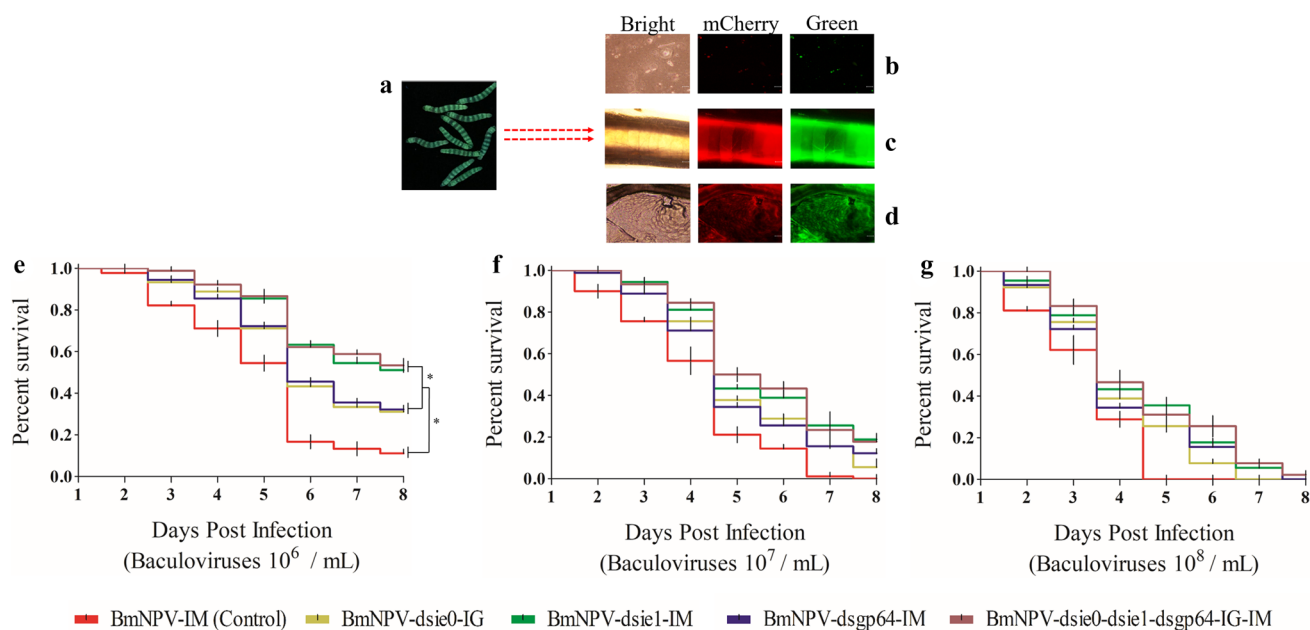 Bright mCherry Green
a
b
c
d
e
f
g
Percent survival
1.0
0.8
0.6
0.4
0.2
0.0
1 2 3 4 5 6 7 8
*
*
Days Post Infection
(Baculoviruses 10^6 / mL)
Percent survival
1.0
0.8
0.6
0.4
0.2
0.0
1 2 3 4 5 6 7 8
Days Post Infection
(Baculoviruses 10^7 / mL)
Percent survival
1.0
0.8
0.6
0.4
0.2
0.0
1 2 3 4 5 6 7 8
Days Post Infection
(Baculoviruses 10^8 / mL)
BmNPV-IM (Control) BmNPV-dsie0-IG BmNPV-dsie1-IM BmNPV-dsgp64-IM BmNPV-dsie0-dsie1-dsgp64-IG-IM